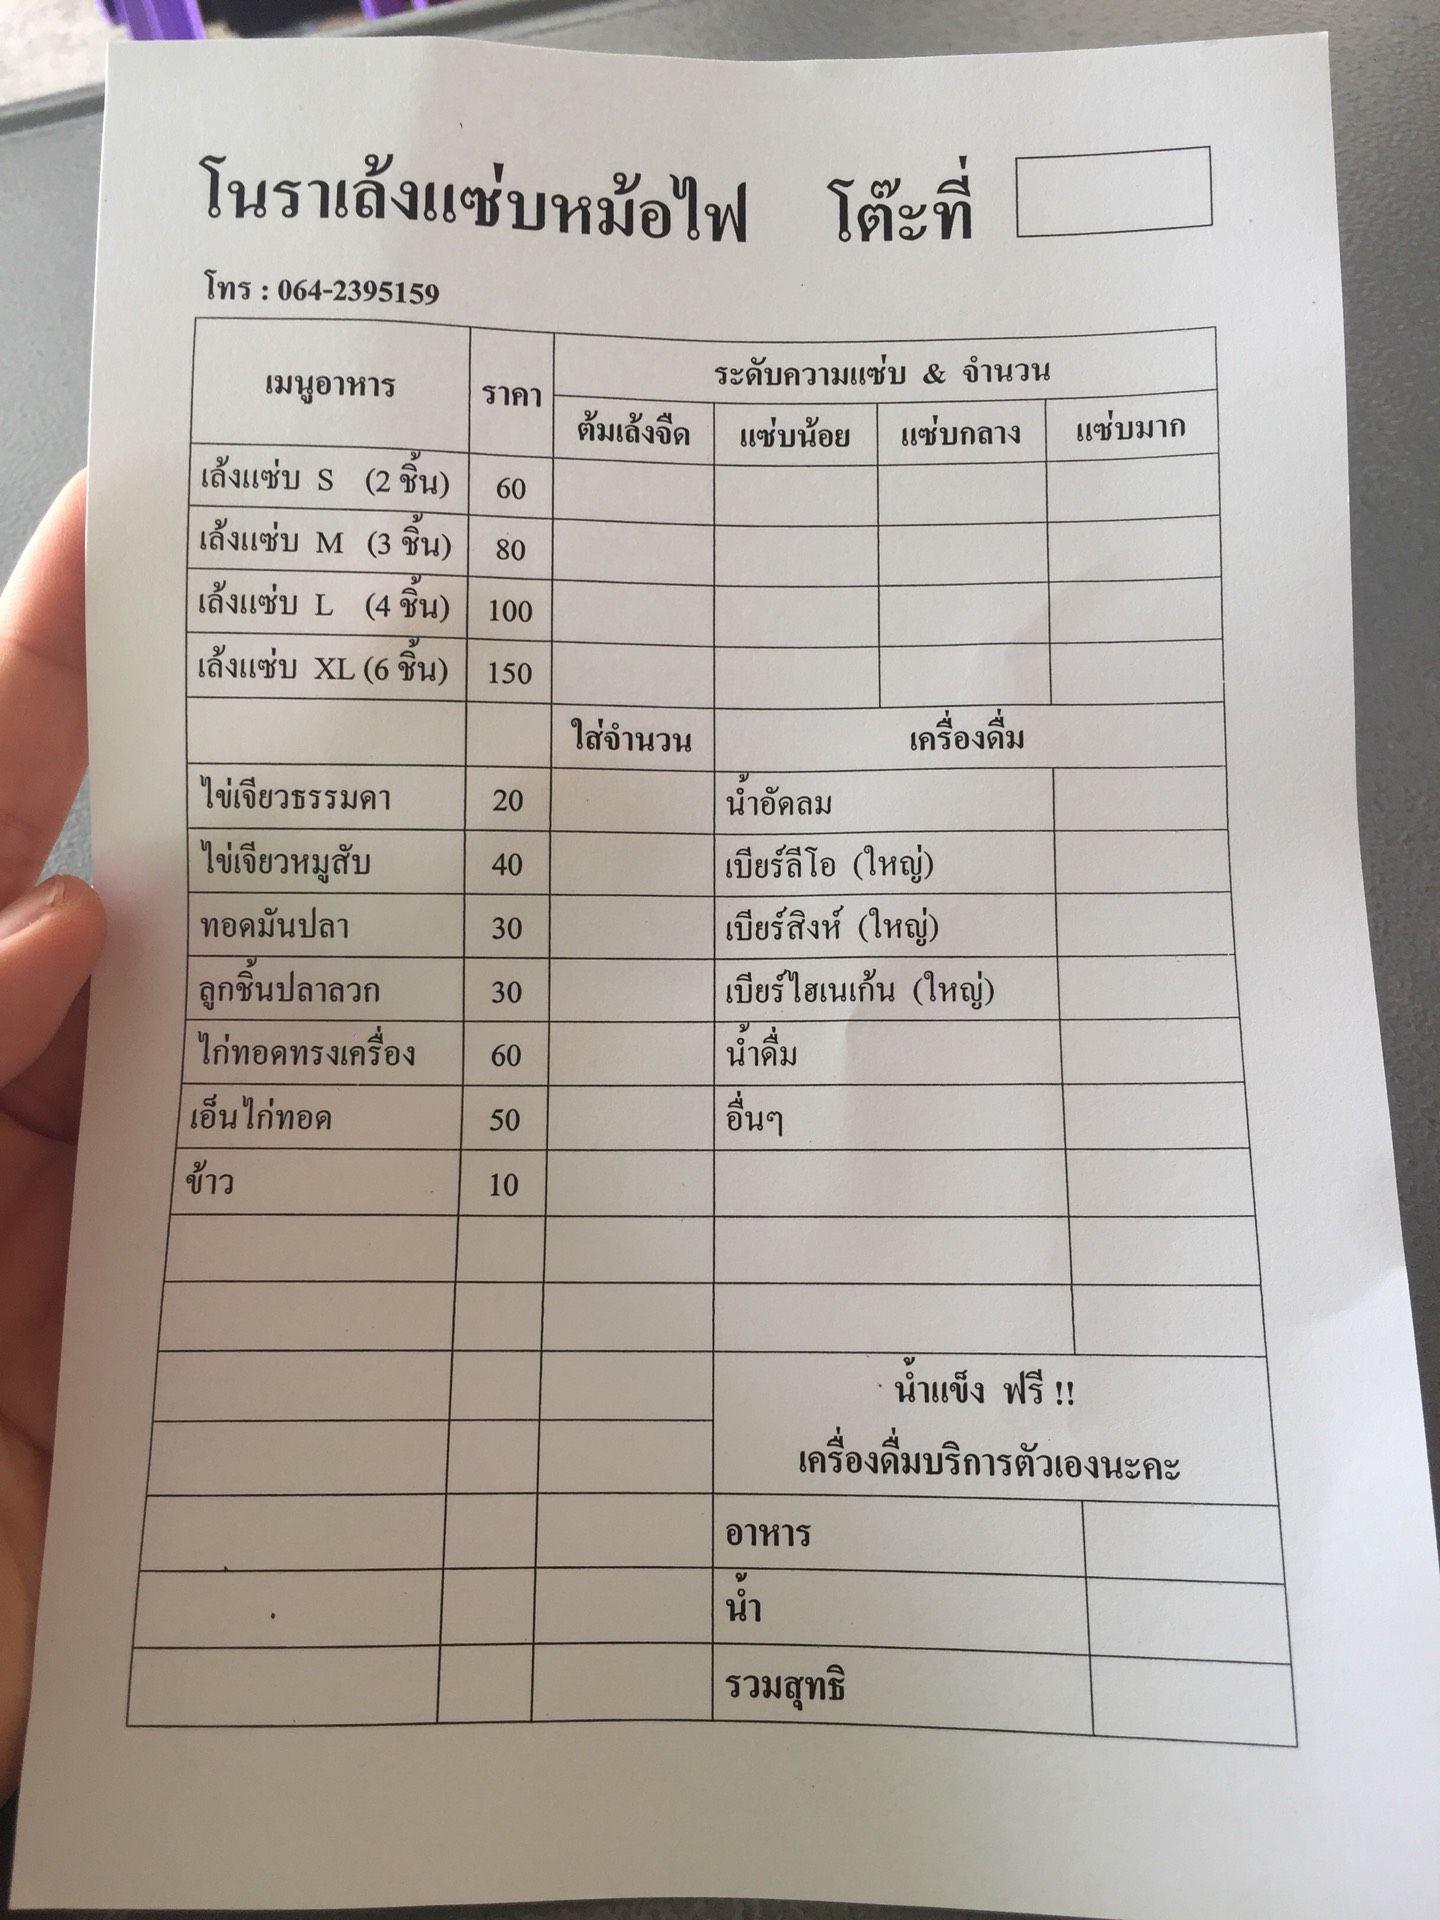 โนราเล้งแซ่บหม้อไฟ โต๊ะที่
โทร : 064-2395159
เมนูอาหาร ราคา ระดับความแซ่บ & จำนวน
ต้มเล้งจืด แซ่บน้อย แซ่บกลาง แซ่บมาก
เล้งแซ่บ S (2 ชิ้น) 60
เล้งแซ่บ M (3 ชิ้น) 80
เล้งแซ่บ L (4 ชิ้น) 100
เล้งแซ่บ XL (6 ชิ้น) 150
ใส่จำนวน เครื่องดื่ม
ไข่เจียวธรรมดา 20 น้ำอัดลม
ไข่เจียวหมูสับ 40 เบียร์ลีโอ (ใหญ่)
ทอดมันปลา 30 เบียร์สิงห์ (ใหญ่)
ลูกชิ้นปลาลวก 30 เบียร์ไฮเนเก้น (ใหญ่)
ไก่ทอดทรงเครื่อง 60 น้ำดื่ม
เอ็นไก่ทอด 50 อื่นๆ
ข้าว 10
น้ำแข็ง ฟรี !!
เครื่องดื่มบริการตัวเองนะคะ
อาหาร
น้ำ
รวมสุทธิ